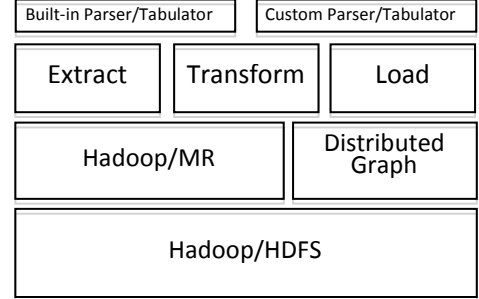 Built-in Parser/Tabulator
Custom Parser/Tabulator
Extract
Transform
Load
Hadoop/MR
Distributed
Graph
Hadoop/HDFS